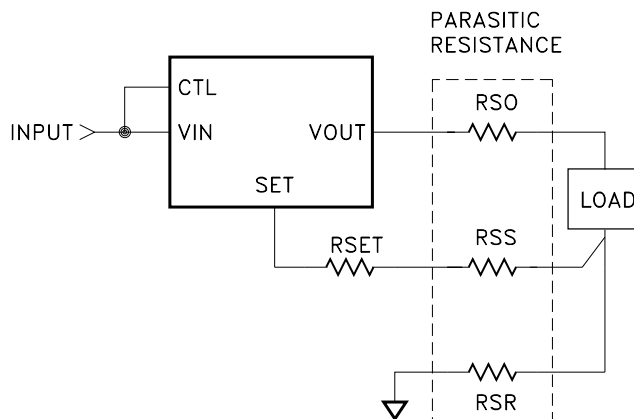 PARASITIC
RESISTANCE
CTL
RSO
INPUT
VIN
VOUT
SET
LOAD
RSET
RSS
RSR